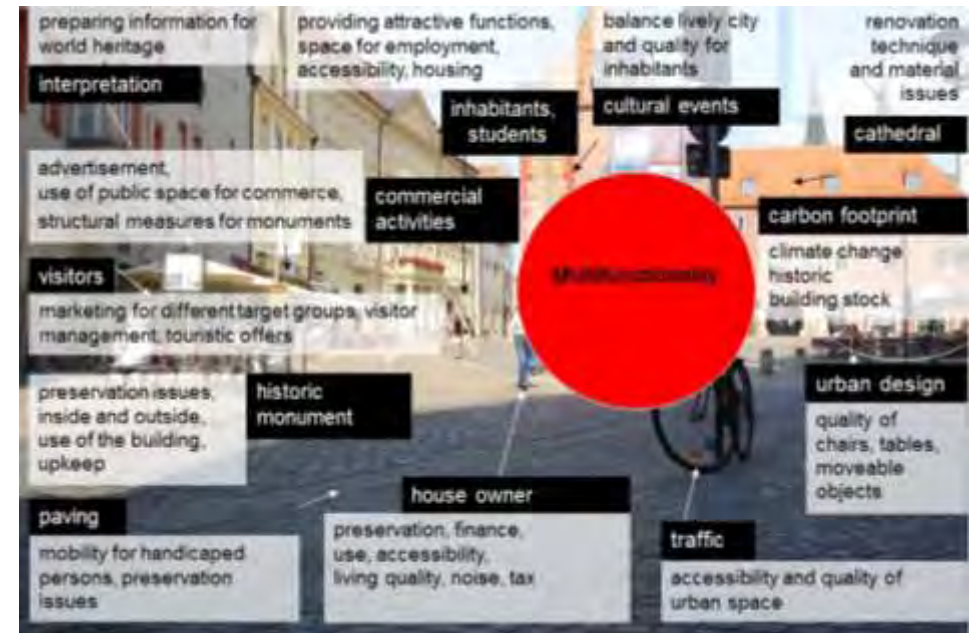 preparing information for
world heritage
interpretation
providing attractive functions,
space for employment,
accessibility, housing
inhabitants,
students
balance lively city
and quality for
inhabitants
cultural events
renovation
technique
and material
issues
cathedral
advertisement,
use of public space for commerce,
structural measures for monuments
commercial
activities
carbon footprint
climate change
historic
building stock
Multifunctionality
visitors
marketing for different target groups, visitor
management, touristic offers
preservation issues,
inside and outside,
use of the building,
upkeep
historic
monument
urban design
quality of
chairs, tables,
moveable
objects
paving
mobility for handicaped
persons, preservation
issues
house owner
preservation, finance,
use, accessibility,
living quality, noise, tax
traffic
accessibility and quality of
urban space